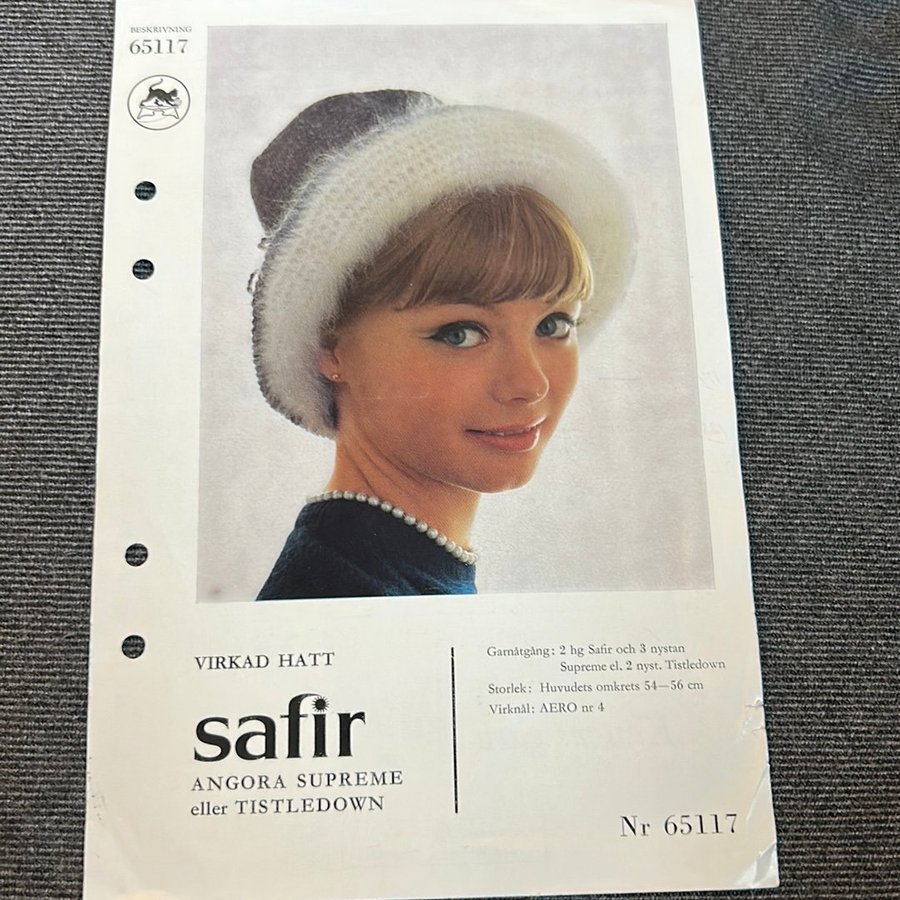 BESKRIVNING
65117
VIRKAD HATT
safir
ANGORA SUPREME
eller TISTLEDOWN
Garnåtgång: 2 hg Safir och 3 nystan
Supreme el. 2 nyst. Tistledown
Storlek: Huvudets omkrets 54—56 cm
Virknål: AERO nr 4
Nr 65117